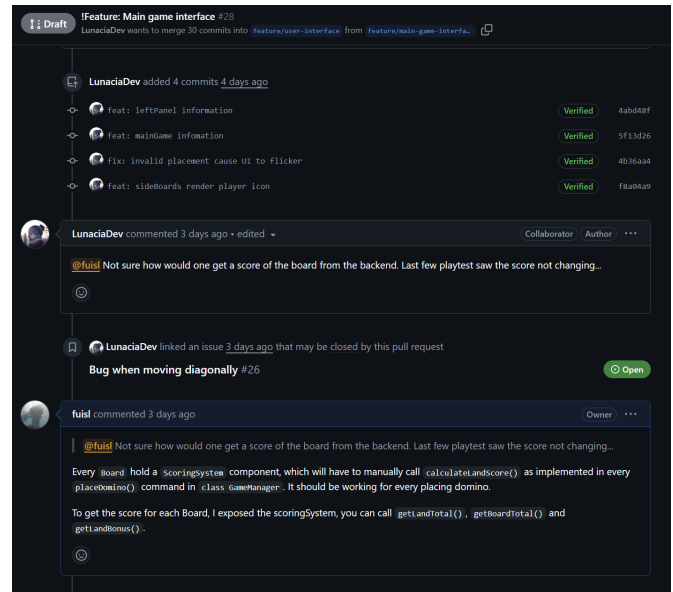 Draft
!Feature: Main game interface #28
LunaciaDev wants to merge 30 commits into feature/user-interface from feature/main-game-interfa…
LunaciaDev added 4 commits 4 days ago
feat: leftPanel information Verified 4abd48f
feat: mainGame infomation Verified 5f13d26
fix: invalid placement cause UI to flicker Verified 4b36aa4
feat: sideBoards render player icon Verified f8a04a9
LunaciaDev commented 3 days ago • edited Collaborator Author ...
@fuisl Not sure how would one get a score of the board from the backend. Last few playtest saw the score not changing...
LunaciaDev linked an issue 3 days ago that may be closed by this pull request
Bug when moving diagonally #26 Open
fuisl commented 3 days ago Owner ...
@fuisl Not sure how would one get a score of the board from the backend. Last few playtest saw the score not changing...
Every Board hold a ScoringSystem component, which will have to manually call calculateLandScore() as implemented in every
placeDomino() command in class GameManager. It should be working for every placing domino.
To get the score for each Board, I exposed the scoringSystem, you can call getLandTotal(), getBoardTotal() and
getLandBonus().